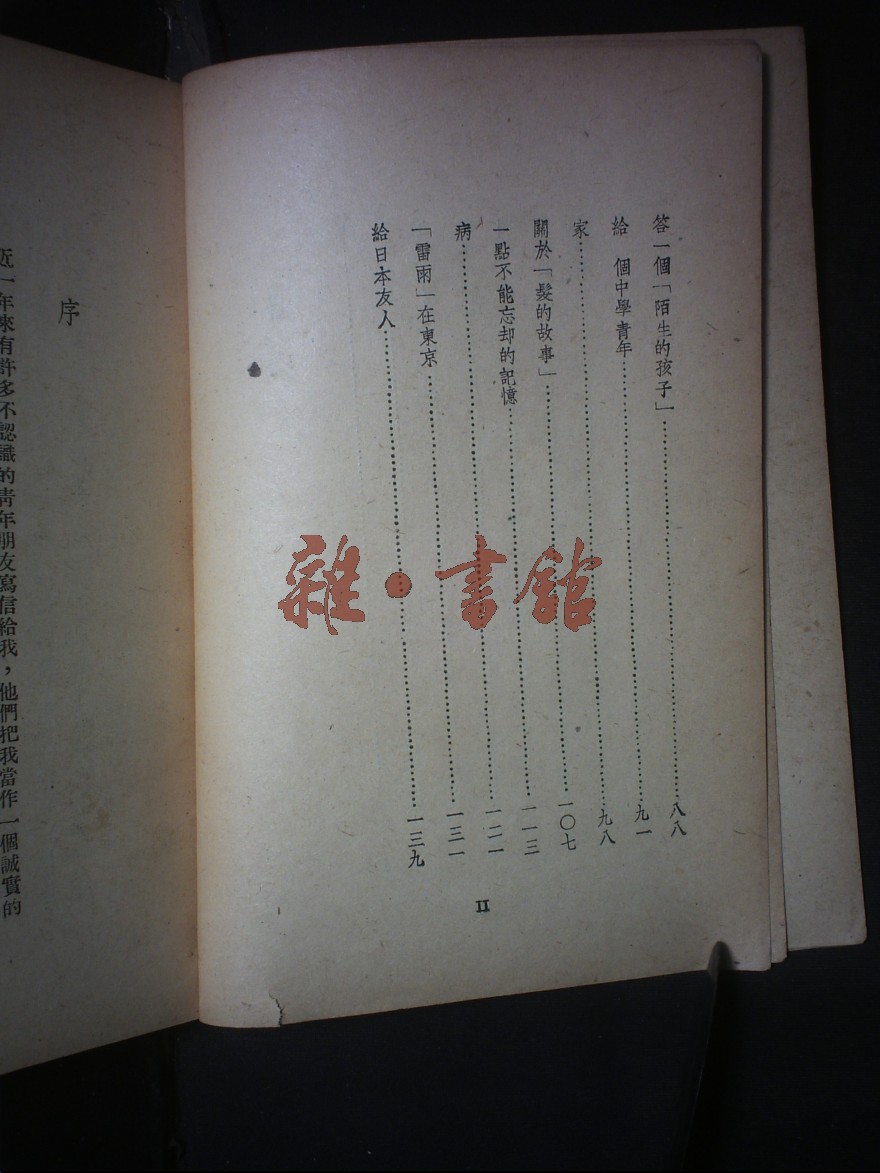 答一個「陌生的孩子」……八八
給　個中學青年……九一
家……九八
關於「髮的故事」……一〇七
一點不能忘却的記憶……一一三
病……一二一
「雷雨」在東京……一三一
給日本友人……一三九
II
雜·書館
序
近一年來有許多不認識的青年朋友寫信給我，他們把我當作一個誠實的